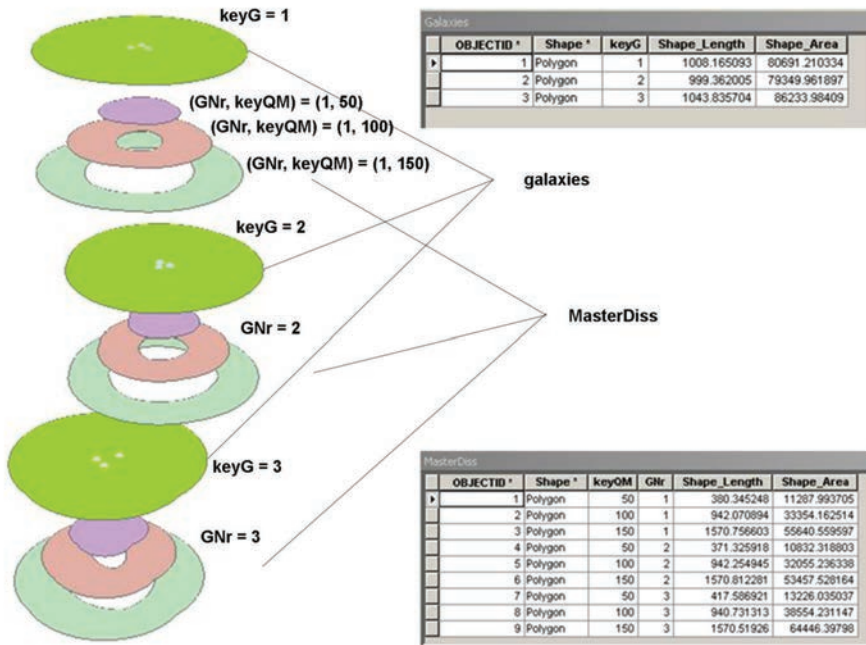 keyG = 1
(GNr, keyQM) = (1, 50)
(GNr, keyQM) = (1, 100)
(GNr, keyQM) = (1, 150)
keyG = 2
GNr = 2
keyG = 3
GNr = 3
galaxies
MasterDiss
Galaxies
OBJECTID * Shape * keyG Shape_Length Shape_Area
1 Polygon 1 1008.165093 80691.210334
2 Polygon 2 999.362005 79349.961897
3 Polygon 3 1043.835704 86233.98409
MasterDiss
OBJECTID * Shape * keyQM GNr Shape_Length Shape_Area
1 Polygon 50 1 380.345248 11287.993705
2 Polygon 100 1 942.070894 33354.162514
3 Polygon 150 1 1570.756603 55640.559597
4 Polygon 50 2 371.325918 10832.318803
5 Polygon 100 2 942.254945 32055.236338
6 Polygon 150 2 1570.812281 53457.528164
7 Polygon 50 3 417.586921 13226.035037
8 Polygon 100 3 940.731313 38554.231147
9 Polygon 150 3 1570.51926 64446.39798